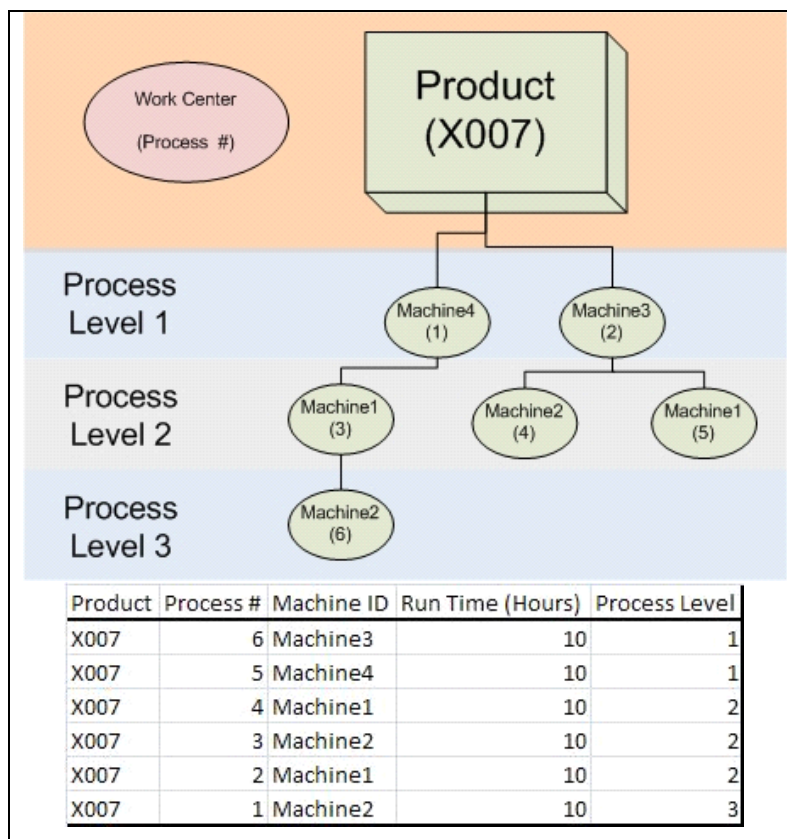 Work Center
(Process #)
Product
(X007)
Process
Level 1
Machine4
(1)
Machine3
(2)
Process
Level 2
Machine1
(3)
Machine2
(4)
Machine1
(5)
Process
Level 3
Machine2
(6)
Product Process # Machine ID Run Time (Hours) Process Level
X007 6 Machine3 10 1
X007 5 Machine4 10 1
X007 4 Machine1 10 2
X007 3 Machine2 10 2
X007 2 Machine1 10 2
X007 1 Machine2 10 3